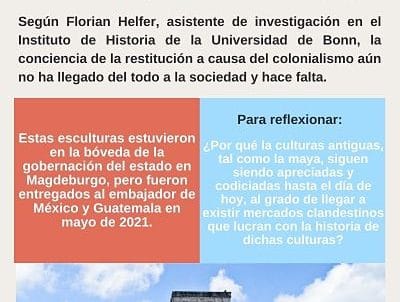 Según Florian Helfer, asistente de investigación en el
Instituto de Historia de la Universidad de Bonn, la
conciencia de la restitución a causa del colonialismo aún
no ha llegado del todo a la sociedad y hace falta.
Estas esculturas estuvieron
en la bóveda de la
gobernación del estado en
Magdeburgo, pero fueron
entregados al embajador de
México y Guatemala en
mayo de 2021.
Para reflexionar:
¿Por qué la culturas antiguas,
tal como la maya, siguen
siendo apreciadas y
codiciadas hasta el día de
hoy, al grado de llegar a
existir mercados clandestinos
que lucran con la historia de
dichas culturas?